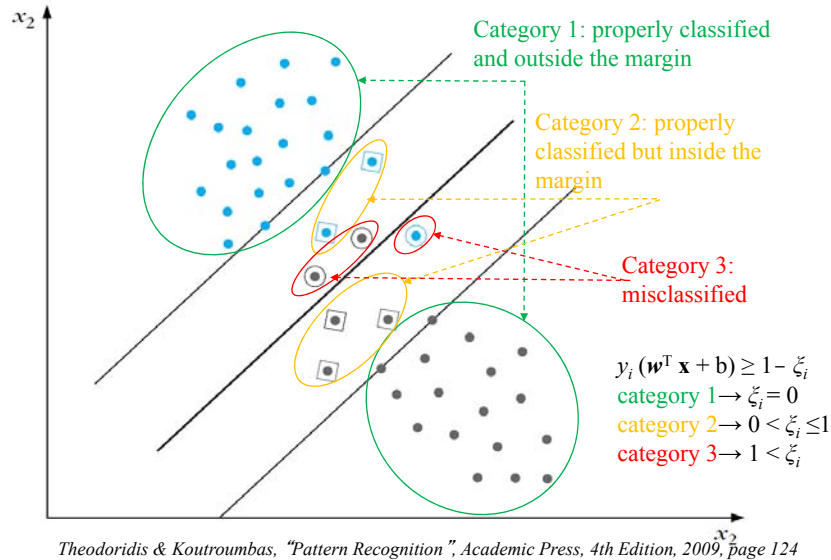 x₂
Category 1: properly classified
and outside the margin
Category 2: properly
classified but inside the
margin
Category 3:
misclassified
yᵢ (wᵀ x + b) ≥ 1 – ξᵢ
category 1→ ξᵢ = 0
category 2→ 0 < ξᵢ ≤1
category 3→ 1 < ξᵢ
x₂
Theodoridis & Koutroumbas, “Pattern Recognition”, Academic Press, 4th Edition, 2009, page 124